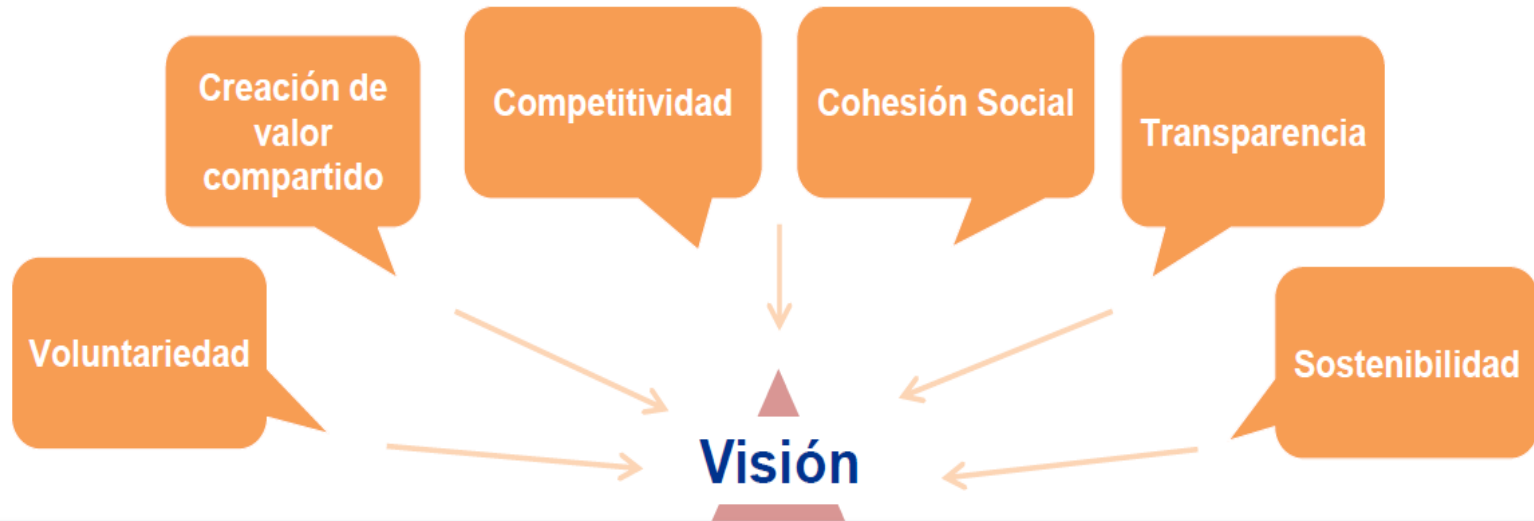 Creación de
valor
compartido
Competitividad
Cohesión Social
Transparencia
Voluntariedad
Sostenibilidad
Visión